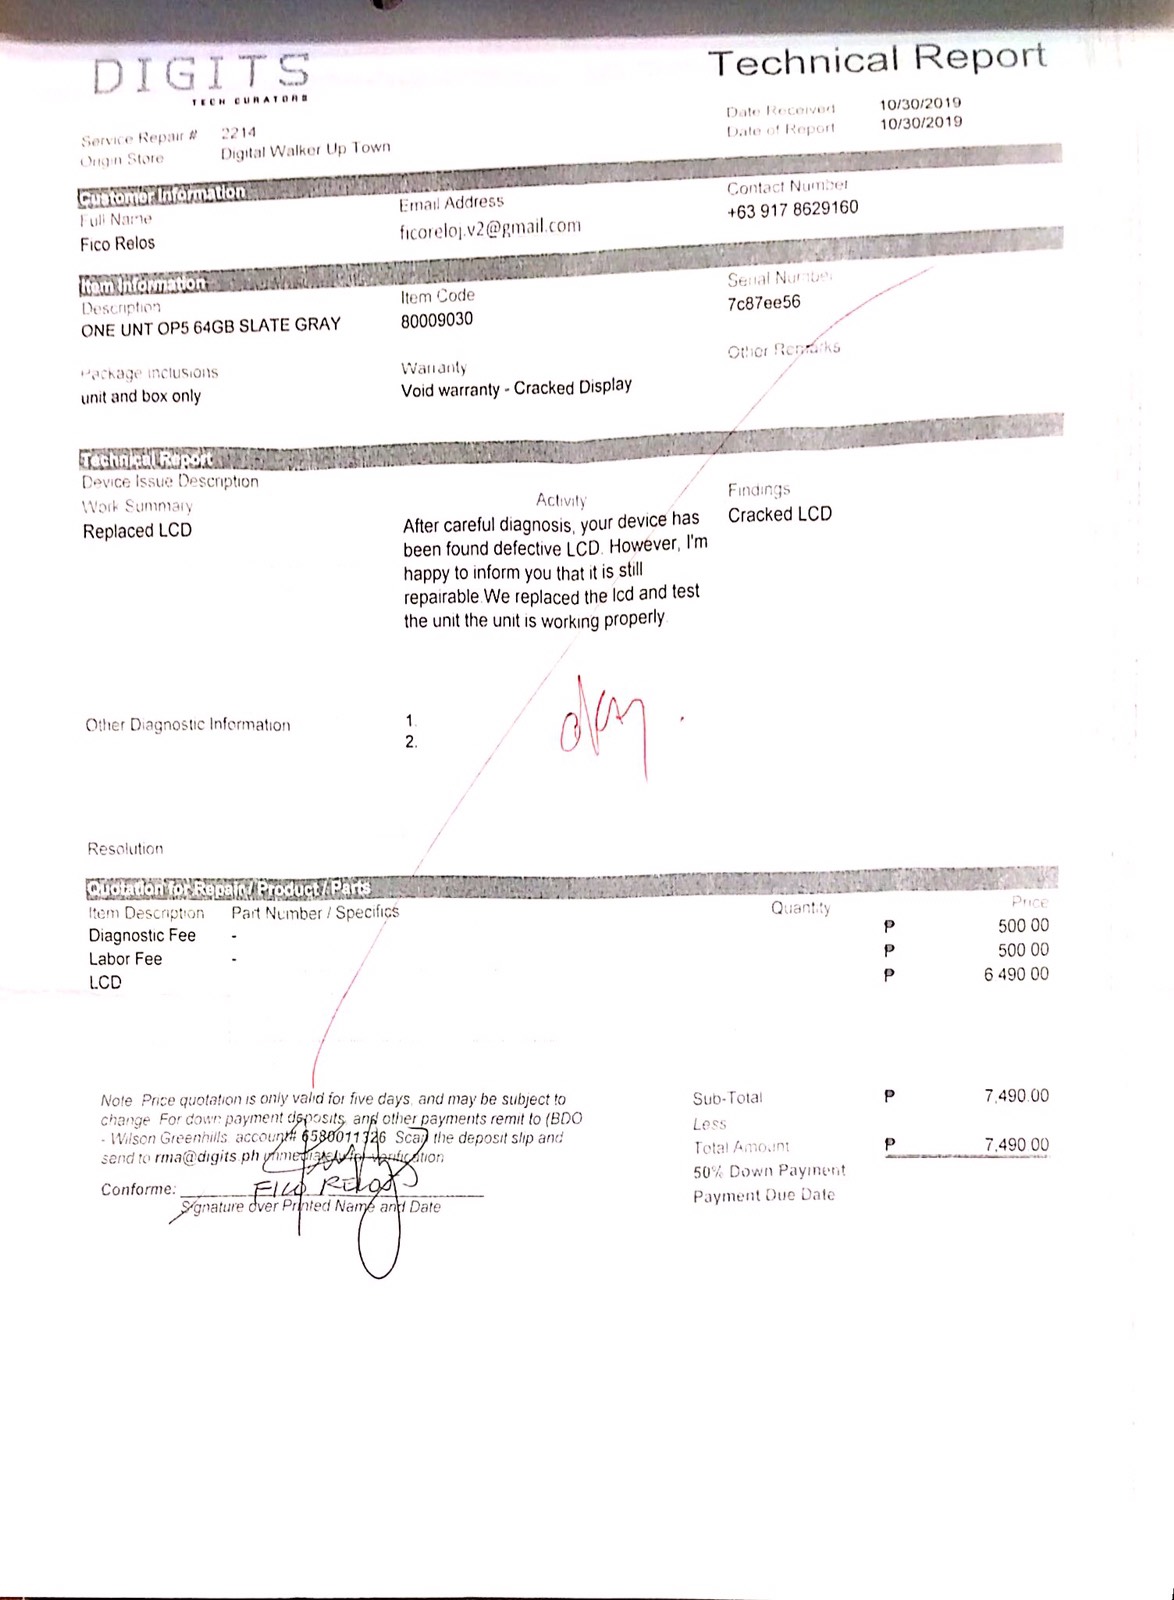 DIGITS
TECH CURATORS
Technical Report
Date Received 10/30/2019
Date of Report 10/30/2019
Service Repair # 2214
Origin Store Digital Walker Up Town
Customer Information
Full Name Email Address Contact Number
Fico Relos ficoreloj.v2@gmail.com +63 917 8629160
Item Information
Description Item Code Serial Number
ONE UNT OP5 64GB SLATE GRAY 80009030 7c87ee56
Package Inclusions Warranty Other Remarks
unit and box only Void warranty - Cracked Display
Technical Report
Device Issue Description
Work Summary Activity Findings
Replaced LCD After careful diagnosis, your device has Cracked LCD
been found defective LCD. However, I'm
happy to inform you that it is still
repairable.We replaced the lcd and test
the unit the unit is working properly.
okay.
Other Diagnostic Information 1.
2.
Resolution
Quotation for Repair / Product / Parts
Item Description Part Number / Specifics Quantity Price
Diagnostic Fee - ₱ 500.00
Labor Fee - ₱ 500.00
LCD ₱ 6,490.00
Note: Price quotation is only valid for five days, and may be subject to
change. For down payment deposits, and other payments remit to (BDO
- Wilson Greenhills, account# 6580011326 Scan the deposit slip and
send to rma@digits.ph immediately for verification
Conforme: FICO RELOS
Signature over Printed Name and Date
Sub-Total ₱ 7,490.00
Less
Total Amount ₱ 7,490.00
50% Down Payment
Payment Due Date